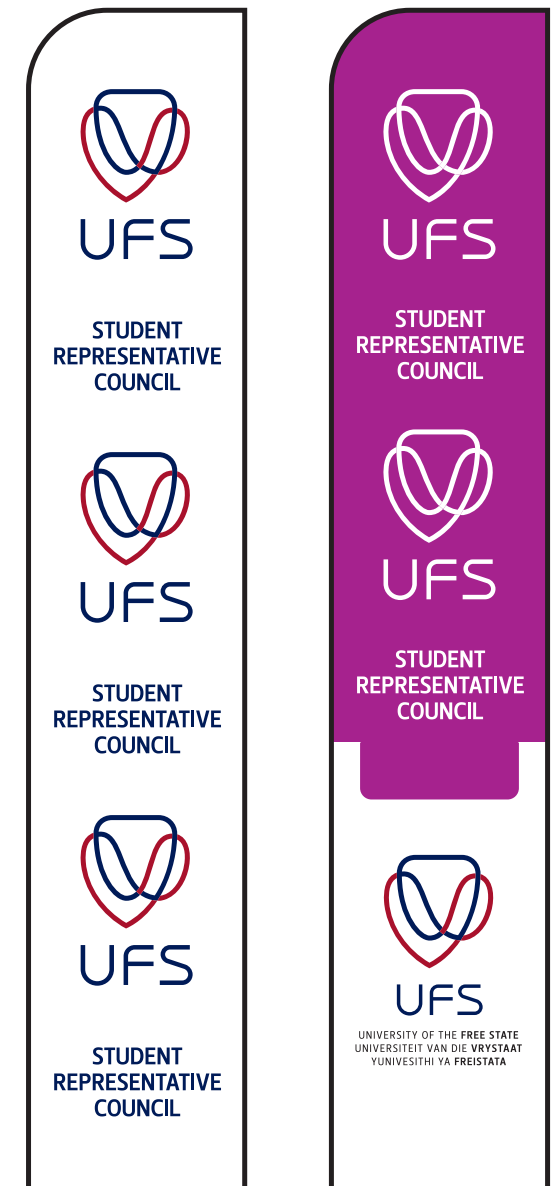 UFS
STUDENT
REPRESENTATIVE
COUNCIL
UFS
STUDENT
REPRESENTATIVE
COUNCIL
UFS
STUDENT
REPRESENTATIVE
COUNCIL
UFS
STUDENT
REPRESENTATIVE
COUNCIL
UFS
STUDENT
REPRESENTATIVE
COUNCIL
UFS
UNIVERSITY OF THE FREE STATE
UNIVERSITEIT VAN DIE VRYSTAAT
YUNIVESITHI YA FREISTATA